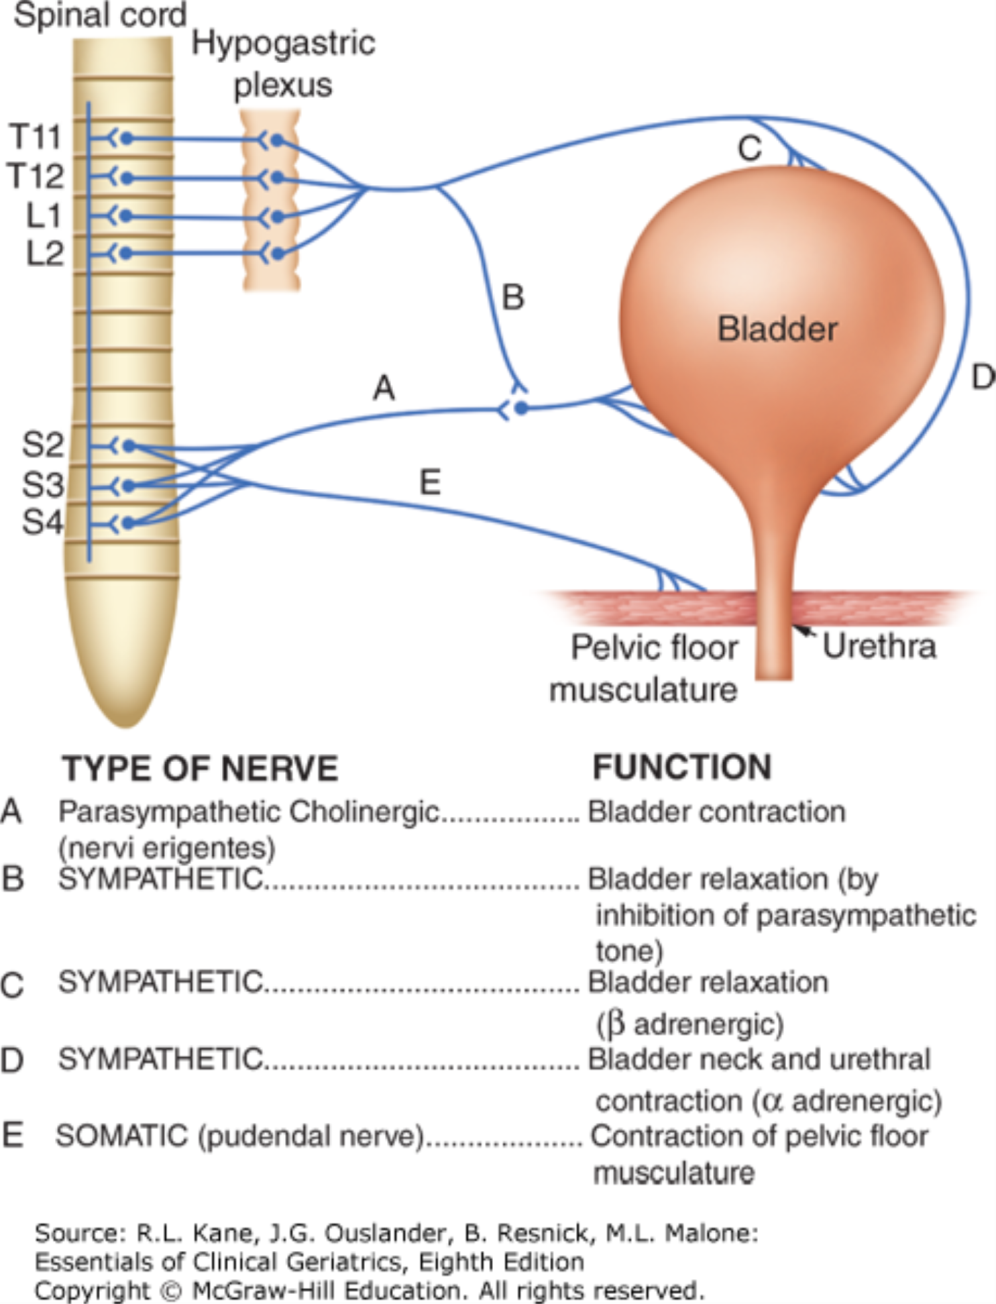 Spinal cord
Hypogastric
plexus
T11
T12
L1
L2
C
B
Bladder
D
A
S2
S3
S4
E
Pelvic floor
musculature
Urethra
TYPE OF NERVE FUNCTION
A Parasympathetic Cholinergic................. Bladder contraction
(nervi erigentes)
B SYMPATHETIC...................................... Bladder relaxation (by
inhibition of parasympathetic
tone)
C SYMPATHETIC...................................... Bladder relaxation
(β adrenergic)
D SYMPATHETIC...................................... Bladder neck and urethral
contraction (α adrenergic)
E SOMATIC (pudendal nerve)................... Contraction of pelvic floor
musculature
Source: R.L. Kane, J.G. Ouslander, B. Resnick, M.L. Malone:
Essentials of Clinical Geriatrics, Eighth Edition
Copyright © McGraw-Hill Education. All rights reserved.